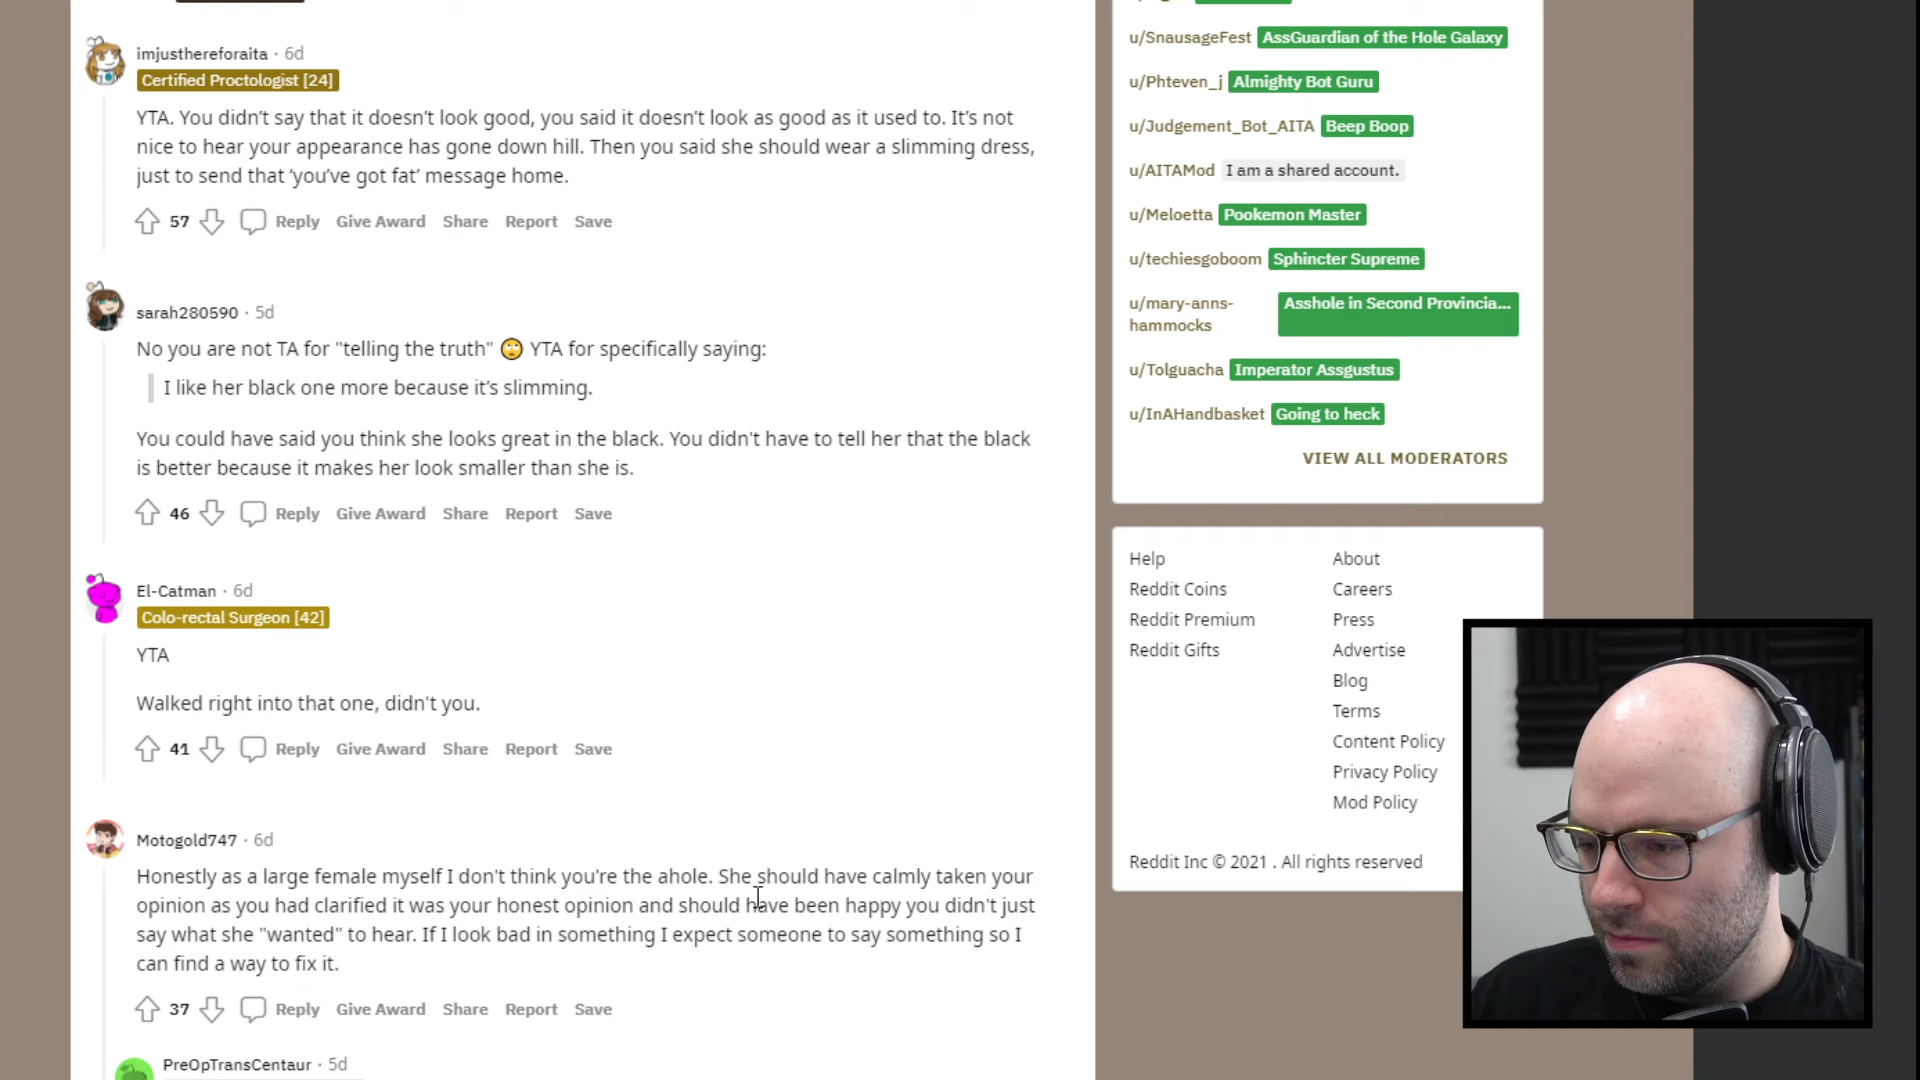 imjusthereforaita · 6d
Certified Proctologist [24]
YTA. You didn’t say that it doesn’t look good, you said it doesn’t look as good as it used to. It’s not
nice to hear your appearance has gone down hill. Then you said she should wear a slimming dress,
just to send that ‘you’ve got fat’ message home.
57 Reply Give Award Share Report Save
sarah280590 · 5d
No you are not TA for "telling the truth" 🙄 YTA for specifically saying:
I like her black one more because it’s slimming.
You could have said you think she looks great in the black. You didn't have to tell her that the black
is better because it makes her look smaller than she is.
46 Reply Give Award Share Report Save
El-Catman · 6d
Colo-rectal Surgeon [42]
YTA
Walked right into that one, didn't you.
41 Reply Give Award Share Report Save
Motogold747 · 6d
Honestly as a large female myself I don't think you're the ahole. She should have calmly taken your
opinion as you had clarified it was your honest opinion and should have been happy you didn't just
say what she "wanted" to hear. If I look bad in something I expect someone to say something so I
can find a way to fix it.
37 Reply Give Award Share Report Save
PreOpTransCentaur · 5d
u/SnausageFest AssGuardian of the Hole Galaxy
u/Phteven_j Almighty Bot Guru
u/Judgement_Bot_AITA Beep Boop
u/AITAMod I am a shared account.
u/Meloetta Pookemon Master
u/techiesgoboom Sphincter Supreme
u/mary-anns-
hammocks Asshole in Second Provincia...
u/Tolguacha Imperator Assgustus
u/InAHandbasket Going to heck
VIEW ALL MODERATORS
Help
Reddit Coins
Reddit Premium
Reddit Gifts
About
Careers
Press
Advertise
Blog
Terms
Content Policy
Privacy Policy
Mod Policy
Reddit Inc © 2021 . All rights reserved